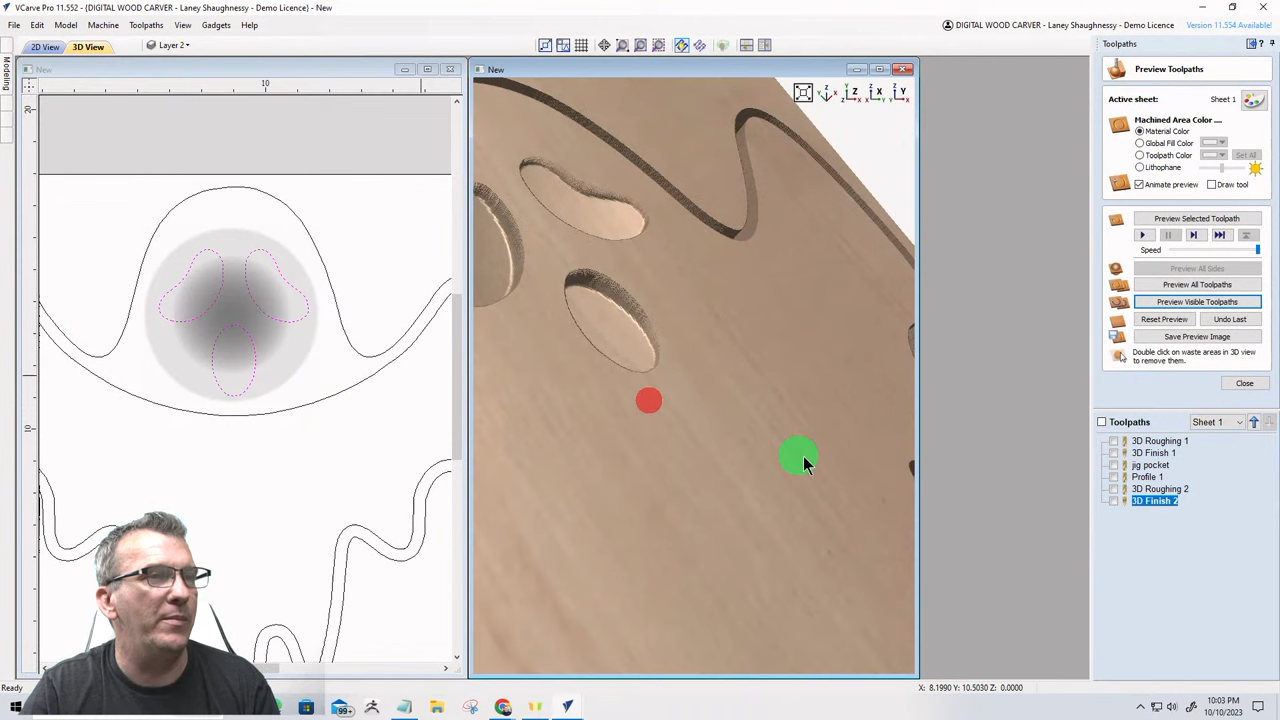 VCarve Pro 11.552 - (DIGITAL WOOD CARVER - Laney Shaughnessy - Demo Licence) - New
File Edit Model Machine Toolpaths View Gadgets Help
DIGITAL WOOD CARVER - Laney Shaughnessy - Demo Licence Version 11.554 Available!
2D View 3D View Layer 2
Toolpaths
Modeling
New
New
10
20
10
Z X Y
Preview Toolpaths
Active sheet: Sheet 1
Machined Area Color ....
Material Color
Global Fill Color
Toolpath Color Set All
Lithophane
Animate preview Draw tool
Preview Selected Toolpath
Speed
Preview All Sides
Preview All Toolpaths
Preview Visible Toolpaths
Reset Preview Undo Last
Save Preview Image
Double click on waste areas in 3D view
to remove them.
Close
Toolpaths Sheet 1
3D Roughing 1
3D Finish 1
jig pocket
Profile 1
3D Roughing 2
3D Finish 2
Ready
X: 8.1990 Y: 10.5030 Z: 0.0000
99+
10:03 PM
10/10/2023